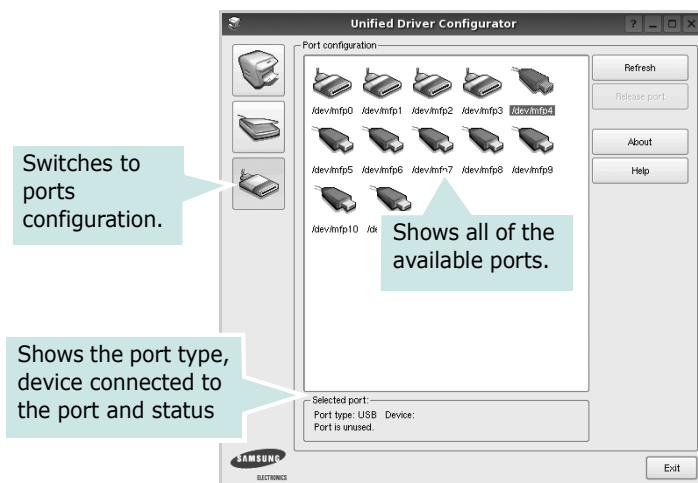 Unified Driver Configurator
Port configuration
/dev/mfp0 /dev/mfp1 /dev/mfp2 /dev/mfp3 /dev/mfp4
/dev/mfp5 /dev/mfp6 /dev/mfp7 /dev/mfp8 /dev/mfp9
/dev/mfp10
Refresh
Release port
About
Help
Switches to
ports
configuration.
Shows all of the
available ports.
Shows the port type,
device connected to
the port and status
Selected port:
Port type: USB Device:
Port is unused.
SAMSUNG
ELECTRONICS
Exit